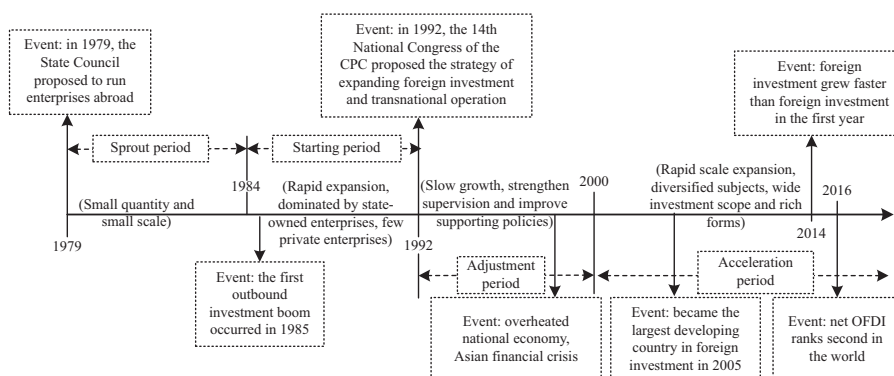 Event: in 1979, the
State Council
proposed to run
enterprises abroad
Event: in 1992, the 14th
National Congress of the
CPC proposed the strategy of
expanding foreign investment
and transnational operation
Event: foreign
investment grew faster
than foreign investment
in the first year
Sprout period
Starting period
1984
2000
2016
(Small quantity and
small scale)
(Rapid expansion,
dominated by state-
owned enterprises, few
private enterprises)
(Slow growth, strengthen
supervision and improve
supporting policies)
(Rapid scale expansion,
diversified subjects, wide
investment scope and rich
forms)
1979
1992
2014
Adjustment
period
Acceleration
period
Event: the first
outbound
investment boom
occurred in 1985
Event: overheated
national economy,
Asian financial crisis
Event: became the
largest developing
country in foreign
investment in 2005
Event: net OFDI
ranks second in
the world